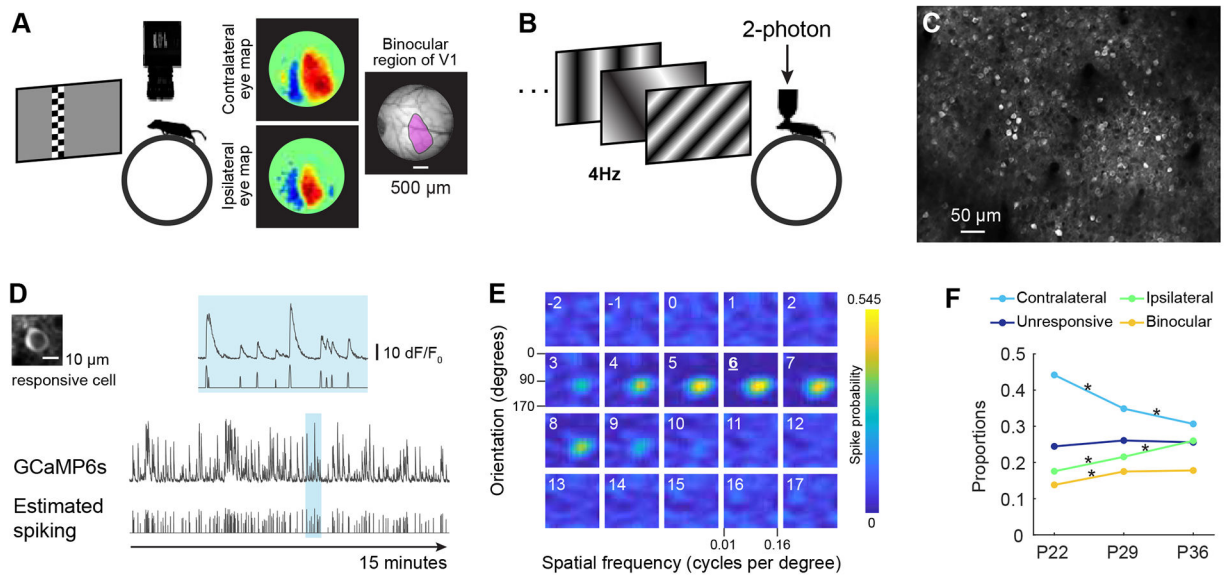 A
Contralateral
eye map
Ipsilateral
eye map
Binocular
region of V1
500 µm
B
2-photon
...
4Hz
C
50 µm
D
10 µm
responsive cell
10 dF/F0
GCaMP6s
Estimated
spiking
15 minutes
E
Orientation (degrees)
-2 -1 0 1 2
0
90
170
3 4 5 6 7
8 9 10 11 12
13 14 15 16 17
0.01 0.16
Spatial frequency (cycles per degree)
0.545
Spike probability
0
F
Contralateral Ipsilateral
Unresponsive Binocular
Proportions
0.5
0.4
0.3
0.2
0.1
0
* * * * *
P22 P29 P36